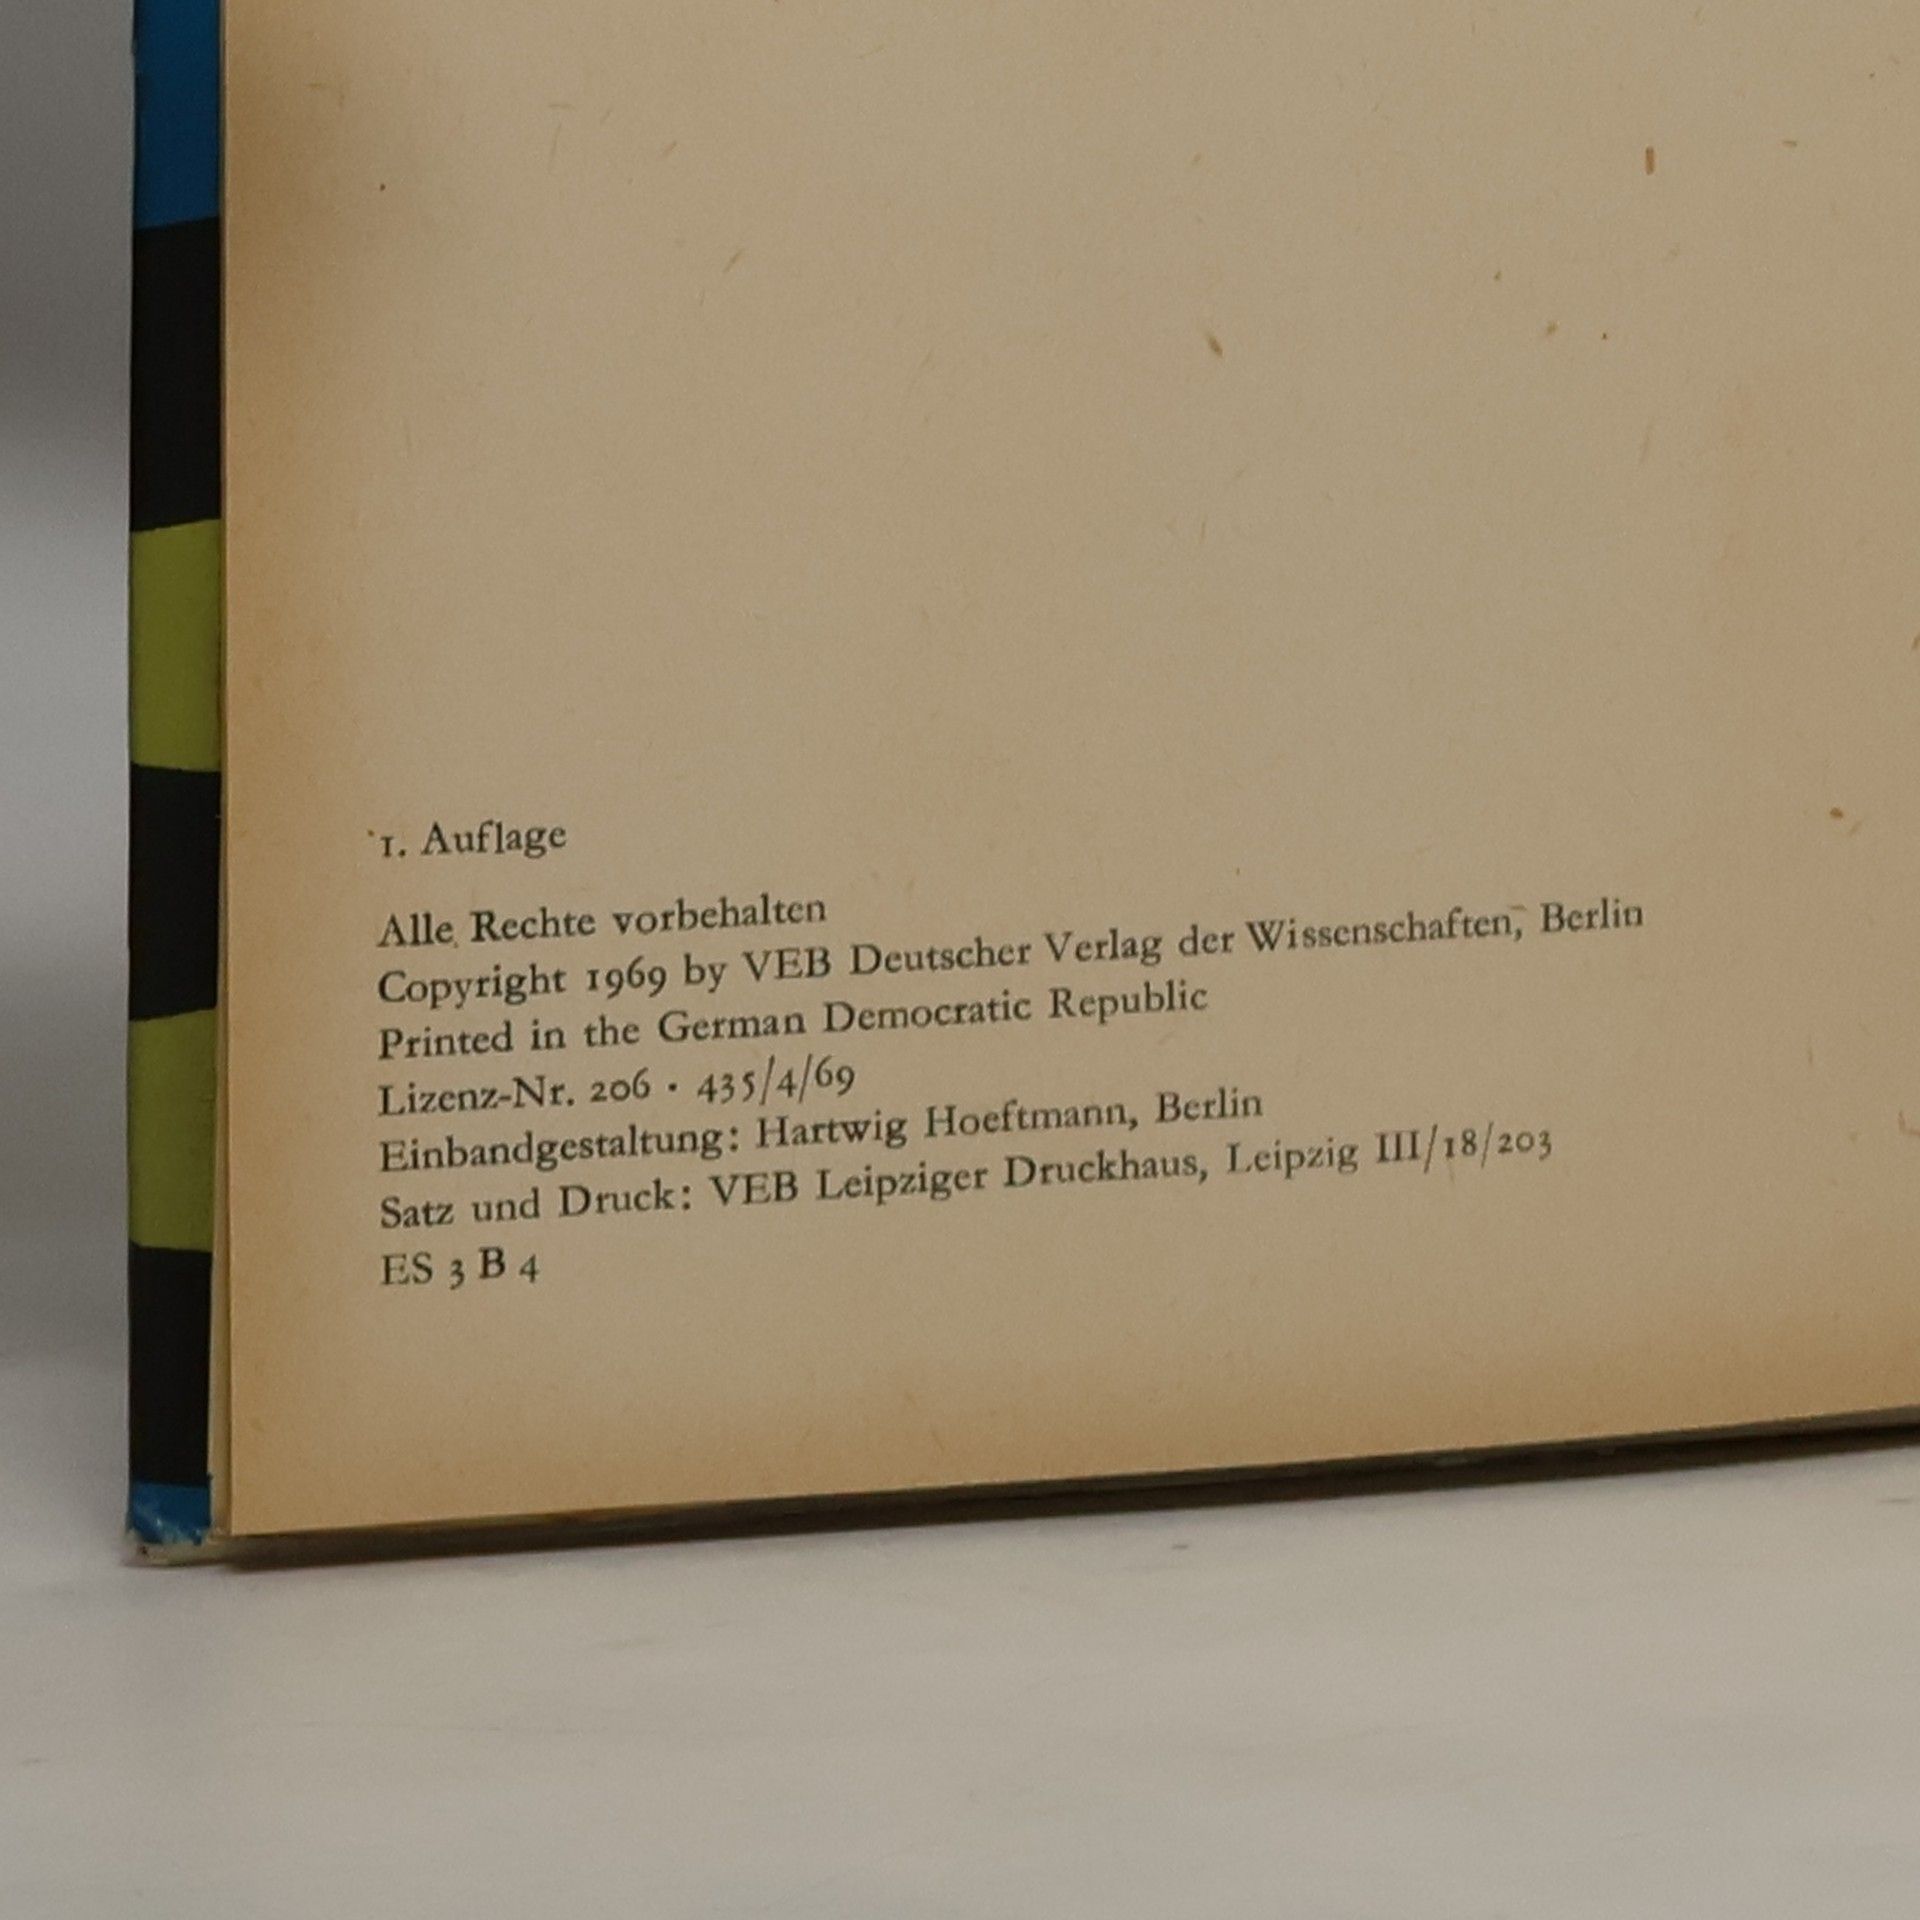 1. Auflage
Alle Rechte vorbehalten
Copyright 1969 by VEB Deutscher Verlag der Wissenschaften, Berlin
Printed in the German Democratic Republic
Lizenz-Nr. 206 · 435/4/69
Einbandgestaltung: Hartwig Hoeftmann, Berlin
Satz und Druck: VEB Leipziger Druckhaus, Leipzig III/18/203
ES 3 B 4